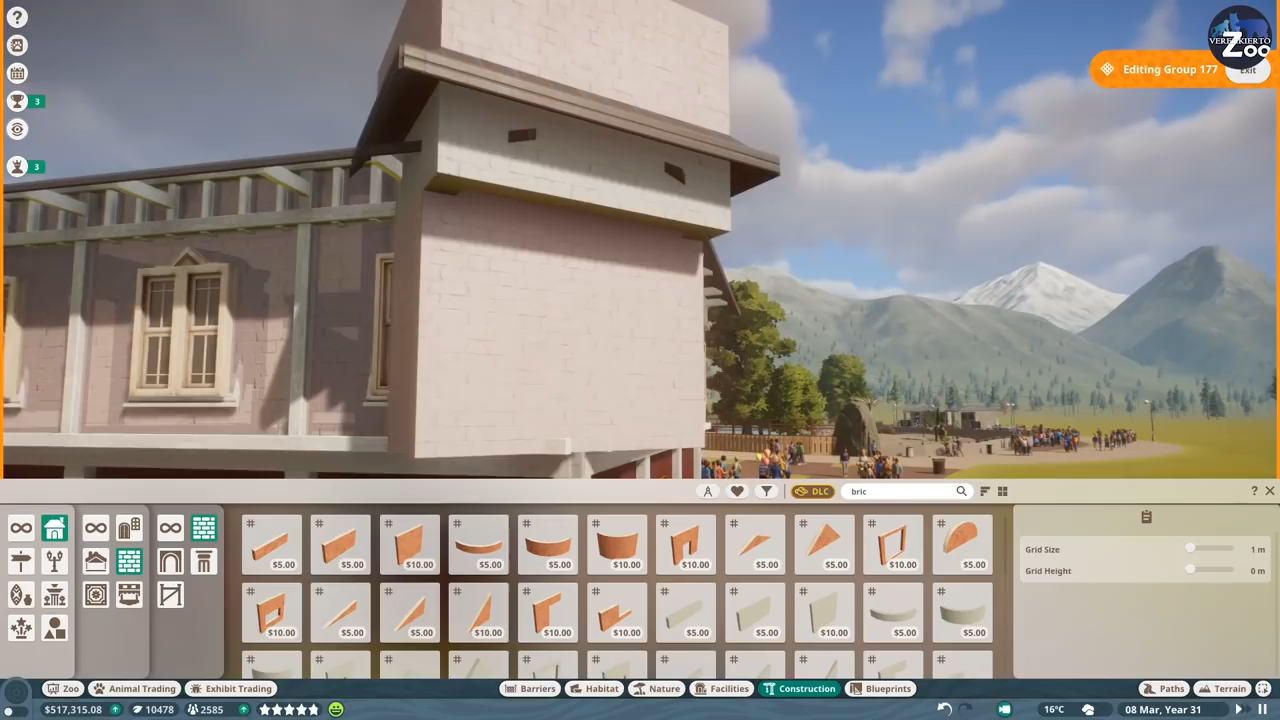 ?
VEREKKIERTO
Zoo
Editing Group 177
Exit
3
3
DLC
bric
?
$5.00 $5.00 $10.00 $5.00 $5.00 $10.00 $10.00 $5.00 $5.00 $10.00 $5.00
Grid Size 1 m
Grid Height 0 m
$10.00 $5.00 $5.00 $10.00 $10.00 $10.00 $5.00 $5.00 $10.00 $5.00 $5.00
Zoo Animal Trading Exhibit Trading Barriers Habitat Nature Facilities Construction Blueprints Paths Terrain
$517,315.08 10478 2585 16°C 08 Mar, Year 31